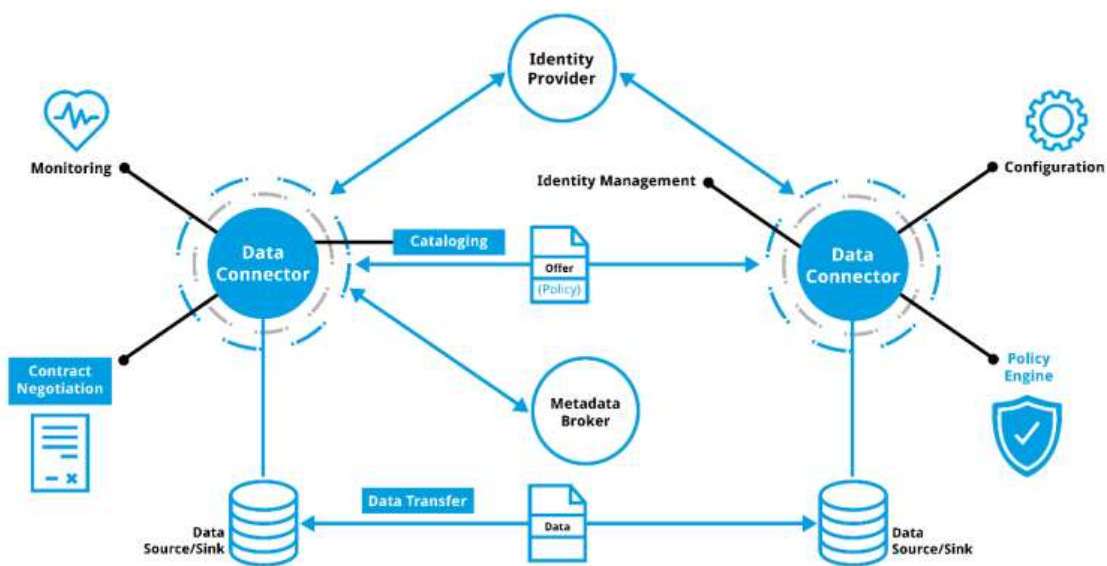 Identity
Provider
Monitoring
Configuration
Identity Management
Data
Connector
Cataloging
Offer
(Policy)
Data
Connector
Contract
Negotiation
Policy
Engine
Metadata
Broker
Data Transfer
Data
Data
Source/Sink
Data
Source/Sink